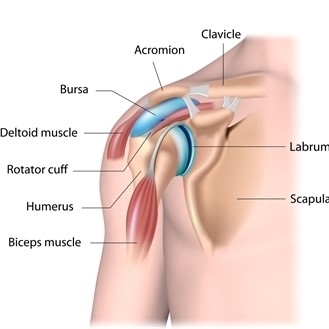 Clavicle
Acromion
Bursa
Deltoid muscle
Labrum
Rotator cuff
Scapula
Humerus
Biceps muscle